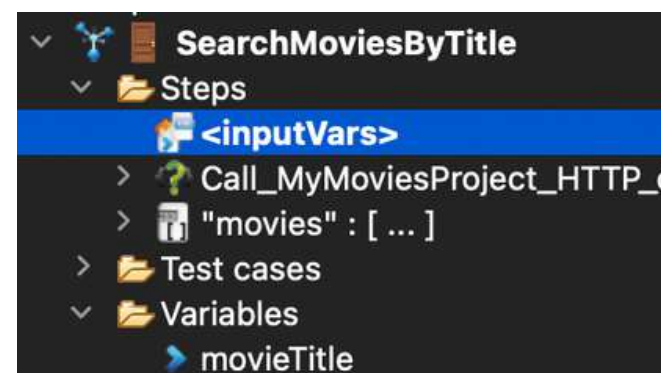 SearchMoviesByTitle
Steps
<inputVars>
Call_MyMoviesProject_HTTP_
"movies" : [ ... ]
Test cases
Variables
movieTitle